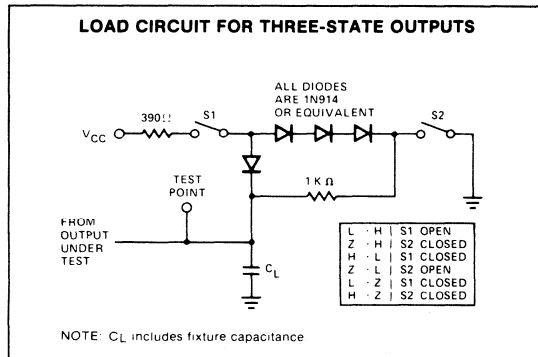 LOAD CIRCUIT FOR THREE-STATE OUTPUTS
ALL DIODES
ARE 1N914
OR EQUIVALENT
390Ω
S1
S2
VCC
TEST
POINT
1 K Ω
FROM
OUTPUT
UNDER
TEST
CL
L · H | S1 OPEN
Z · H | S2 CLOSED
H · L | S1 CLOSED
Z · L | S2 OPEN
L · Z | S1 CLOSED
H · Z | S2 CLOSED
NOTE: CL includes fixture capacitance